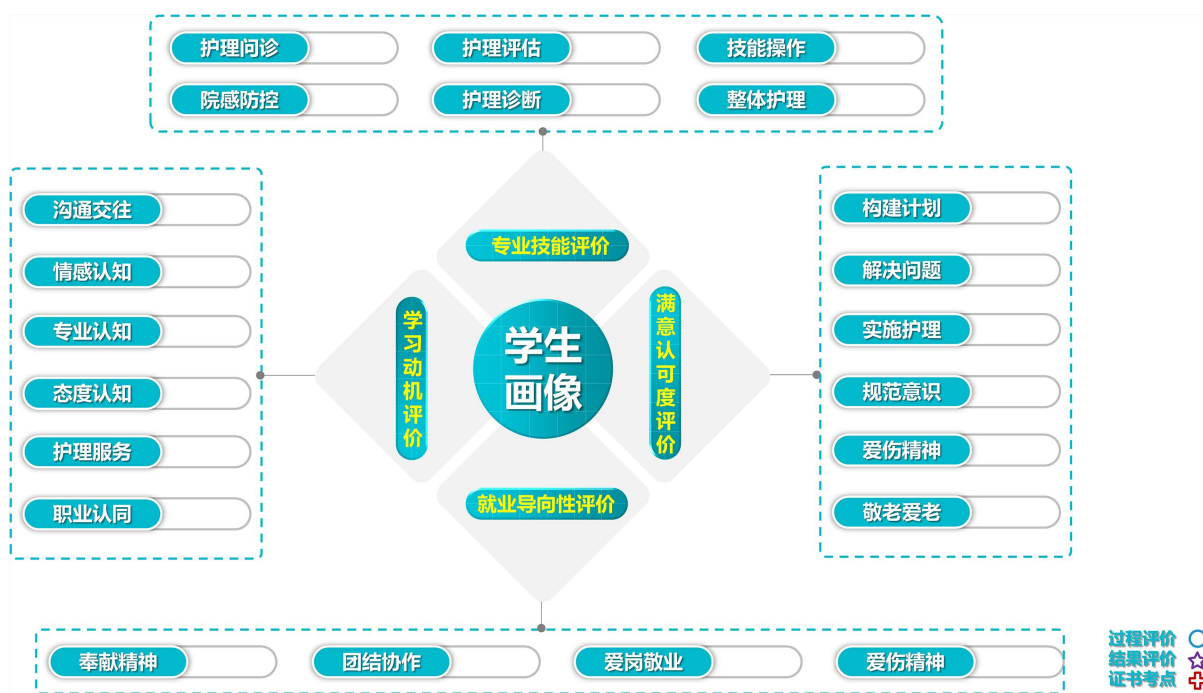 护理问诊
护理评估
技能操作
院感防控
护理诊断
整体护理
沟通交往
情感认知
专业认知
态度认知
护理服务
职业认同
专业技能评价
学习动机评价
学生
画像
满意认可度评价
就业导向性评价
构建计划
解决问题
实施护理
规范意识
爱伤精神
敬老爱老
奉献精神
团结协作
爱岗敬业
爱伤精神
过程评价
结果评价
证书考点